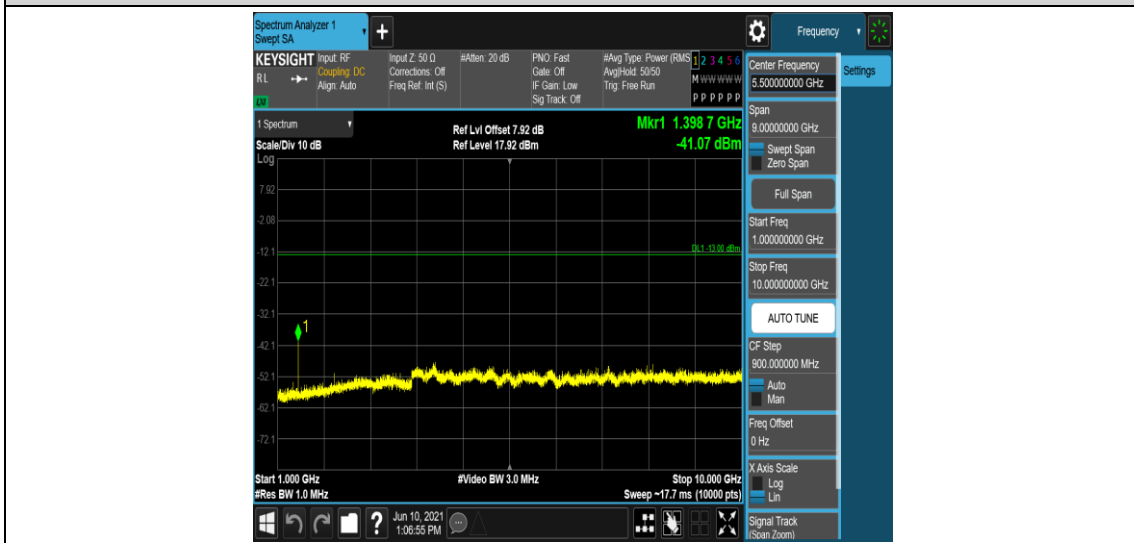 Spectrum Analyzer 1
Swept SA
+
Frequency
KEYSIGHT
RL
LXI
Input: RF
Coupling: DC
Align: Auto
Input Z: 50 Ω
Corrections: Off
Freq Ref: Int (S)
#Atten: 20 dB
PNO: Fast
Gate: Off
IF Gain: Low
Sig Track: Off
#Avg Type: Power (RMS
Avg|Hold: 50/50
Trig: Free Run
1 2 3 4 5 6
M W W W W W
P P P P P P
Center Frequency
5.500000000 GHz
Settings
1 Spectrum
Ref Lvl Offset 7.92 dB
Mkr1 1.398 7 GHz
Scale/Div 10 dB
Ref Level 17.92 dBm
-41.07 dBm
Log
7.92
-2.08
-12.1
DL1 -13.00 dBm
-22.1
-32.1
1
-42.1
-52.1
-62.1
-72.1
Start 1.000 GHz
#Video BW 3.0 MHz
Stop 10.000 GHz
#Res BW 1.0 MHz
Sweep ~17.7 ms (10000 pts)
Span
9.00000000 GHz
Swept Span
Zero Span
Full Span
Start Freq
1.000000000 GHz
Stop Freq
10.000000000 GHz
AUTO TUNE
CF Step
900.000000 MHz
Auto
Man
Freq Offset
0 Hz
X Axis Scale
Log
Lin
Signal Track
(Span Zoom)
?
Jun 10, 2021
1:06:55 PM